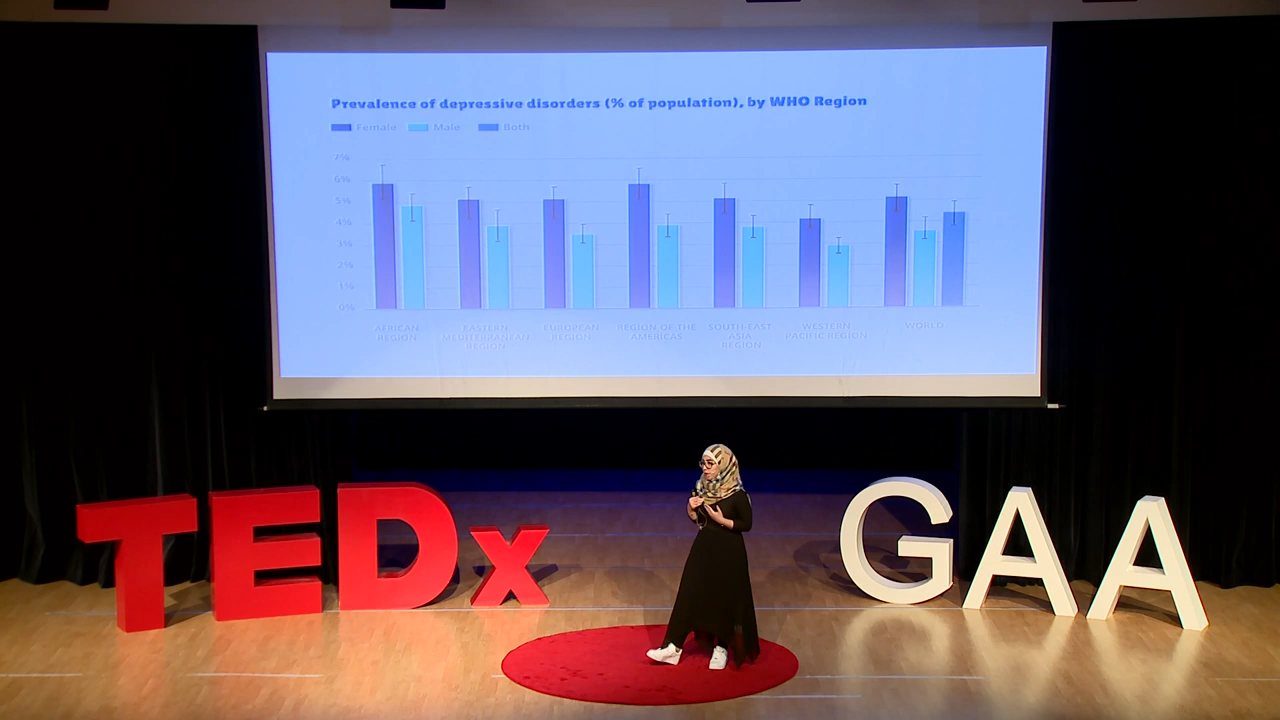 Prevalence of depressive disorders (% of population), by WHO Region
Female Male Both
7%
6%
5%
4%
3%
2%
1%
0%
AFRICAN REGION
EASTERN MEDITERRANEAN REGION
EUROPEAN REGION
REGION OF THE AMERICAS
SOUTH-EAST ASIA REGION
WESTERN PACIFIC REGION
WORLD
TEDx GAA